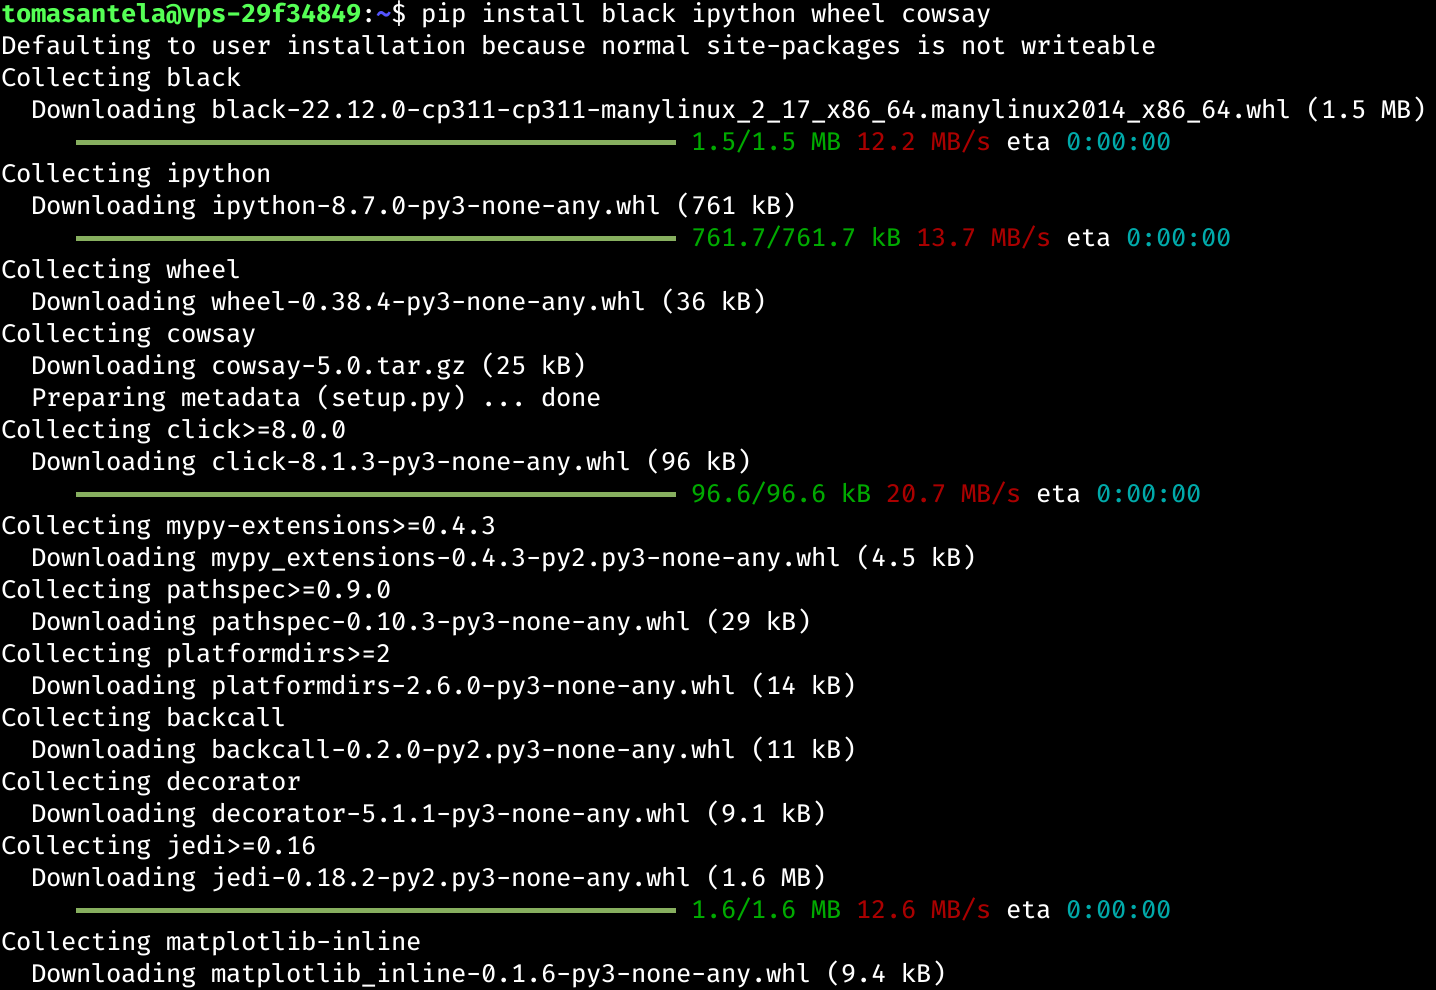 tomasantela@vps-29f34849:~$ pip install black ipython wheel cowsay
Defaulting to user installation because normal site-packages is not writeable
Collecting black
  Downloading black-22.12.0-cp311-cp311-manylinux_2_17_x86_64.manylinux2014_x86_64.whl (1.5 MB)
1.5/1.5 MB 12.2 MB/s eta 0:00:00
Collecting ipython
  Downloading ipython-8.7.0-py3-none-any.whl (761 kB)
761.7/761.7 kB 13.7 MB/s eta 0:00:00
Collecting wheel
  Downloading wheel-0.38.4-py3-none-any.whl (36 kB)
Collecting cowsay
  Downloading cowsay-5.0.tar.gz (25 kB)
  Preparing metadata (setup.py) ... done
Collecting click>=8.0.0
  Downloading click-8.1.3-py3-none-any.whl (96 kB)
96.6/96.6 kB 20.7 MB/s eta 0:00:00
Collecting mypy-extensions>=0.4.3
  Downloading mypy_extensions-0.4.3-py2.py3-none-any.whl (4.5 kB)
Collecting pathspec>=0.9.0
  Downloading pathspec-0.10.3-py3-none-any.whl (29 kB)
Collecting platformdirs>=2
  Downloading platformdirs-2.6.0-py3-none-any.whl (14 kB)
Collecting backcall
  Downloading backcall-0.2.0-py2.py3-none-any.whl (11 kB)
Collecting decorator
  Downloading decorator-5.1.1-py3-none-any.whl (9.1 kB)
Collecting jedi>=0.16
  Downloading jedi-0.18.2-py2.py3-none-any.whl (1.6 MB)
1.6/1.6 MB 12.6 MB/s eta 0:00:00
Collecting matplotlib-inline
  Downloading matplotlib_inline-0.1.6-py3-none-any.whl (9.4 kB)